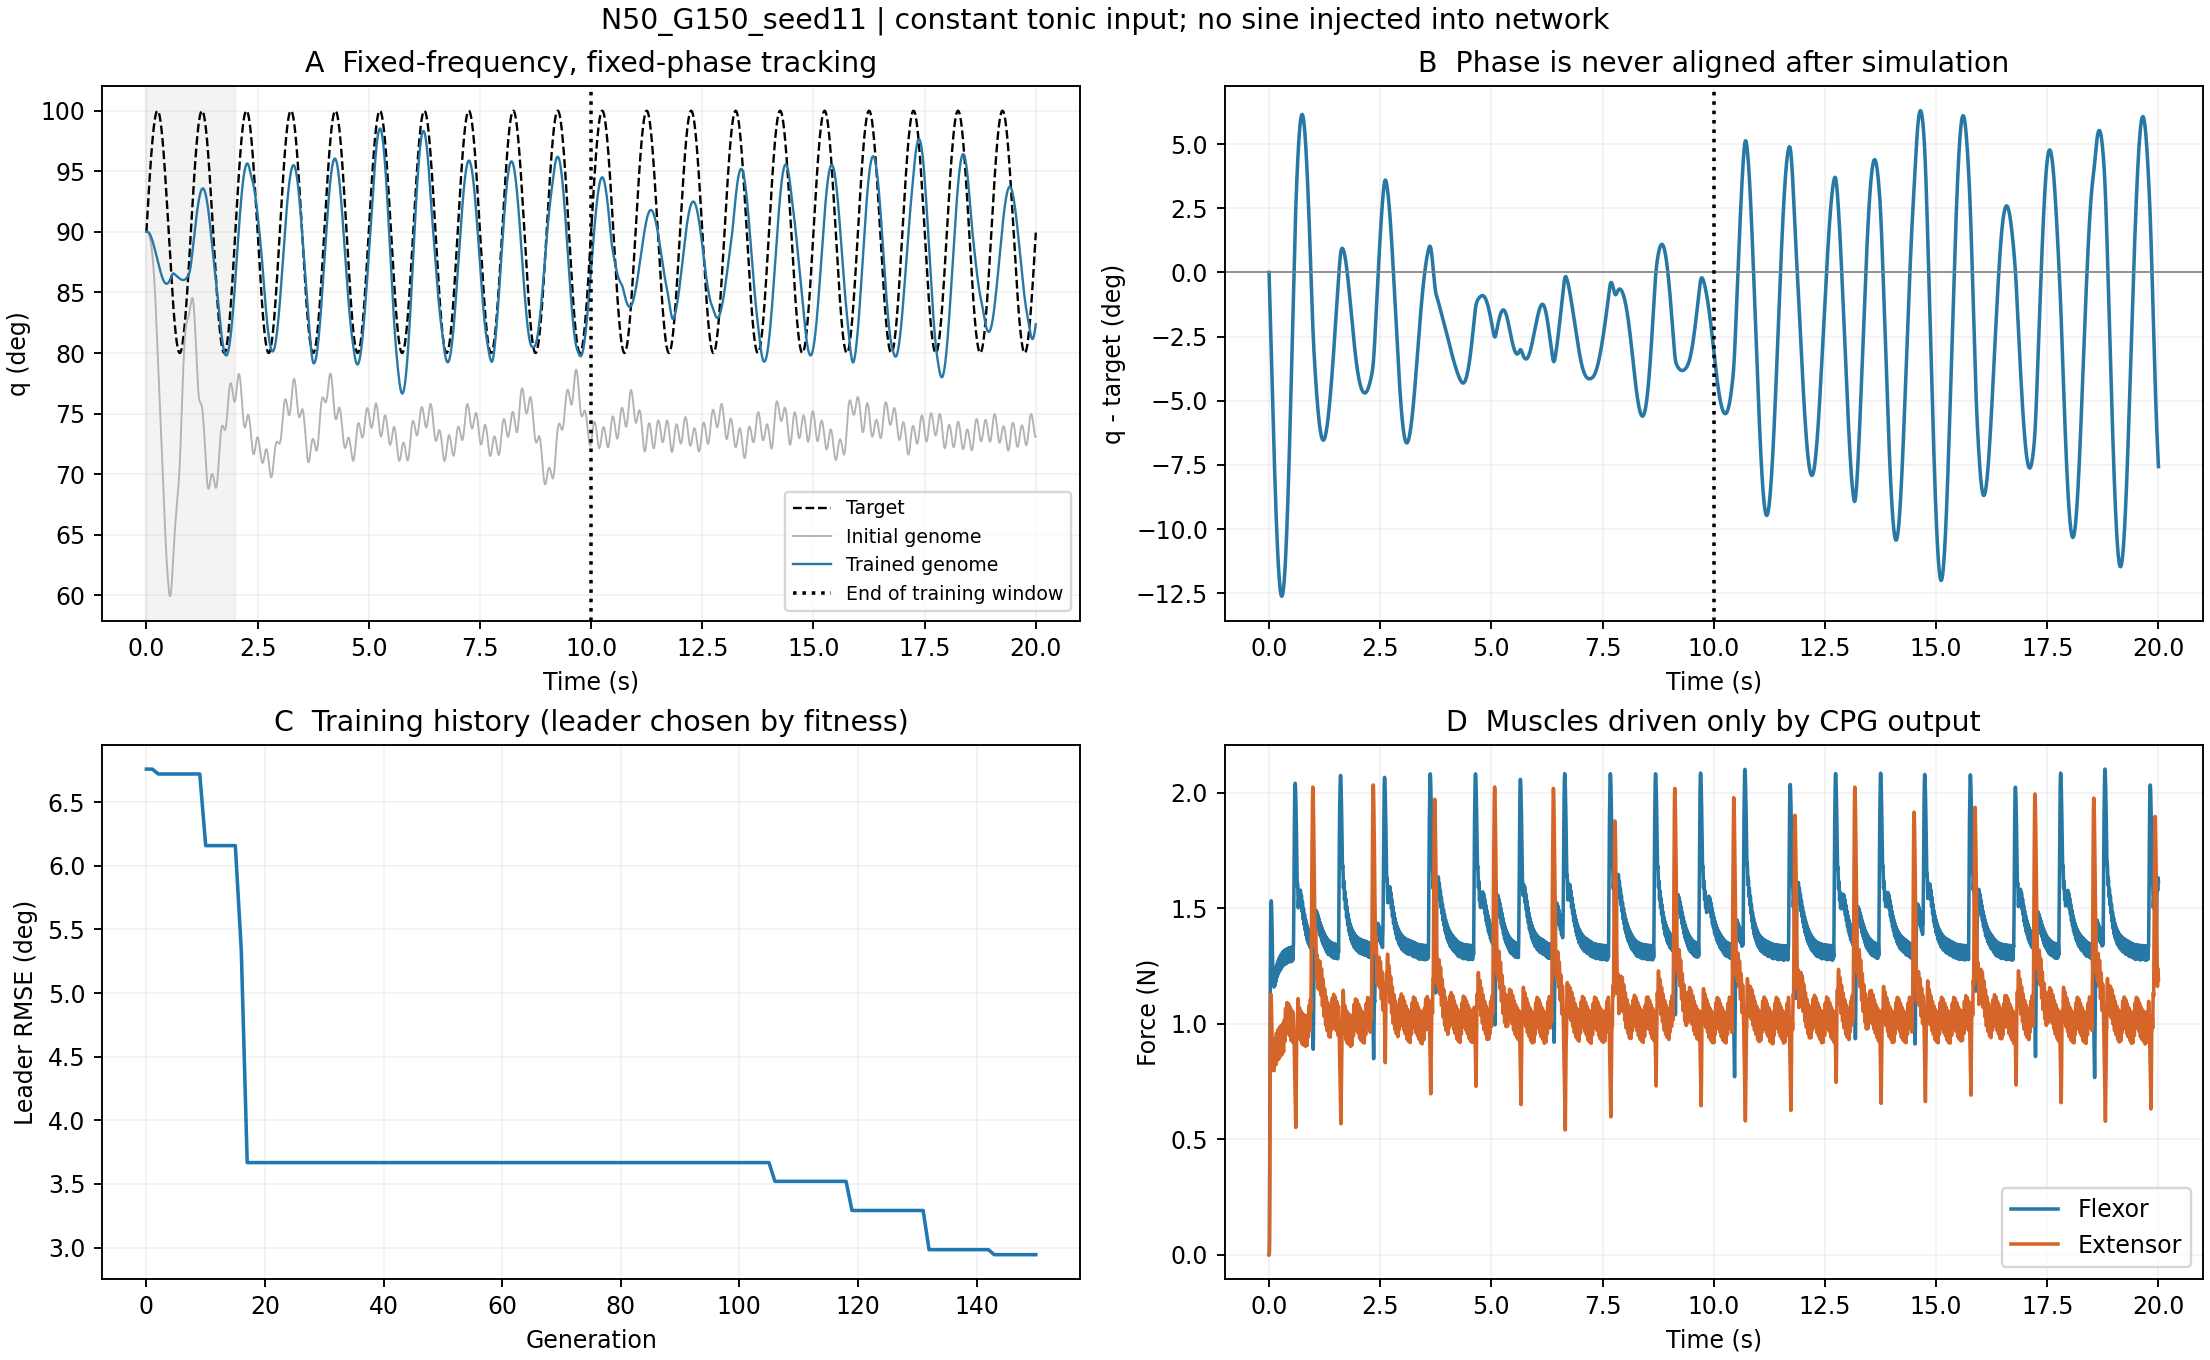 N50_G150_seed11 | constant tonic input; no sine injected into network
A  Fixed-frequency, fixed-phase tracking
100
95
90
85
80
75
70
65
60
q (deg)
Target
Initial genome
Trained genome
End of training window
0.0 2.5 5.0 7.5 10.0 12.5 15.0 17.5 20.0
Time (s)
B  Phase is never aligned after simulation
5.0
2.5
0.0
−2.5
−5.0
−7.5
−10.0
−12.5
q - target (deg)
0.0 2.5 5.0 7.5 10.0 12.5 15.0 17.5 20.0
Time (s)
C  Training history (leader chosen by fitness)
6.5
6.0
5.5
5.0
4.5
4.0
3.5
3.0
Leader RMSE (deg)
0 20 40 60 80 100 120 140
Generation
D  Muscles driven only by CPG output
2.0
1.5
1.0
0.5
0.0
Force (N)
Flexor
Extensor
0.0 2.5 5.0 7.5 10.0 12.5 15.0 17.5 20.0
Time (s)